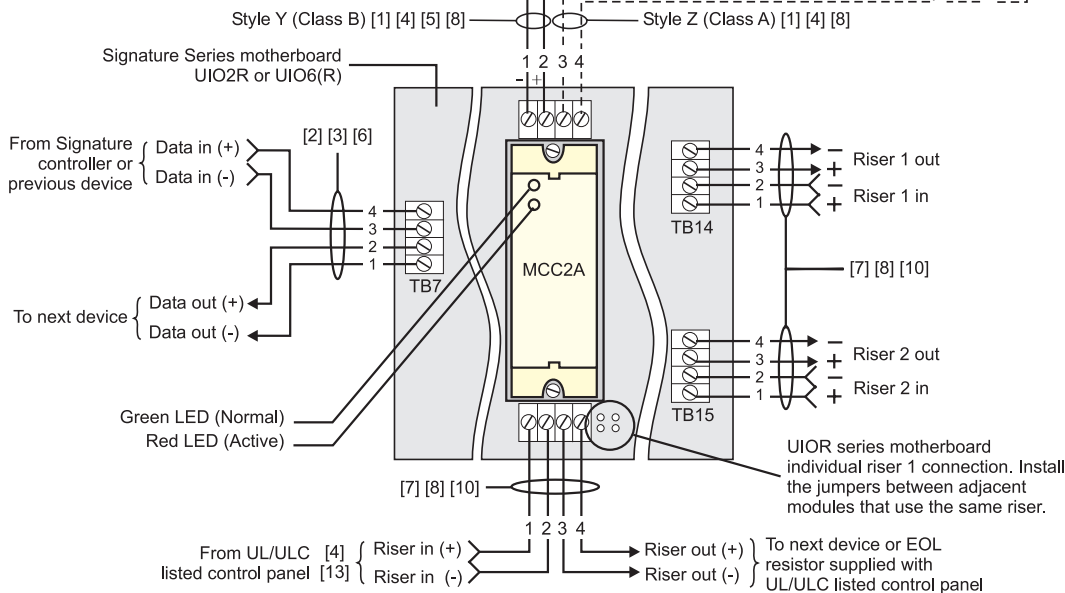 Style Y (Class B) [1] [4] [5] [8]
Style Z (Class A) [1] [4] [8]
1 2 3 4
- +
Signature Series motherboard
UIO2R or UIO6(R)
[2] [3] [6]
From Signature
controller or
previous device
Data in (+)
Data in (-)
4
3
2
1
TB7
To next device
Data out (+)
Data out (-)
Green LED (Normal)
Red LED (Active)
MCC2A
4 – Riser 1 out
3 +
2 – Riser 1 in
1 +
TB14
[7] [8] [10]
4 – Riser 2 out
3 +
2 – Riser 2 in
1 +
TB15
UIOR series motherboard
individual riser 1 connection. Install
the jumpers between adjacent
modules that use the same riser.
[7] [8] [10]
1 2 3 4
From UL/ULC [4]
listed control panel [13]
Riser in (+)
Riser in (-)
Riser out (+)
Riser out (-)
To next device or EOL
resistor supplied with
UL/ULC listed control panel